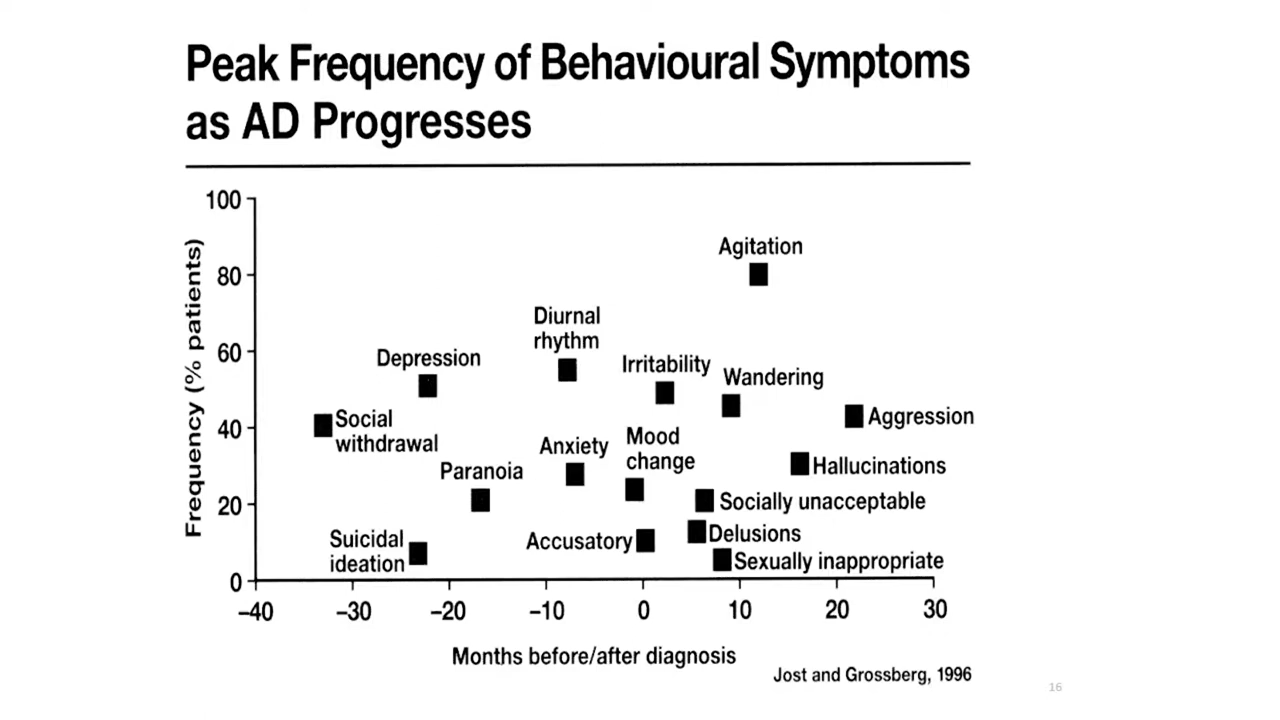 Peak Frequency of Behavioural Symptoms
as AD Progresses
Frequency (% patients)
100
80
60
40
20
0
Agitation
Diurnal
rhythm
Depression
Irritability
Wandering
Social
withdrawal
Aggression
Anxiety
Mood
change
Paranoia
Hallucinations
Socially unacceptable
Suicidal
ideation
Accusatory
Delusions
Sexually inappropriate
–40
–30
–20
–10
0
10
20
30
Months before/after diagnosis
Jost and Grossberg, 1996
16